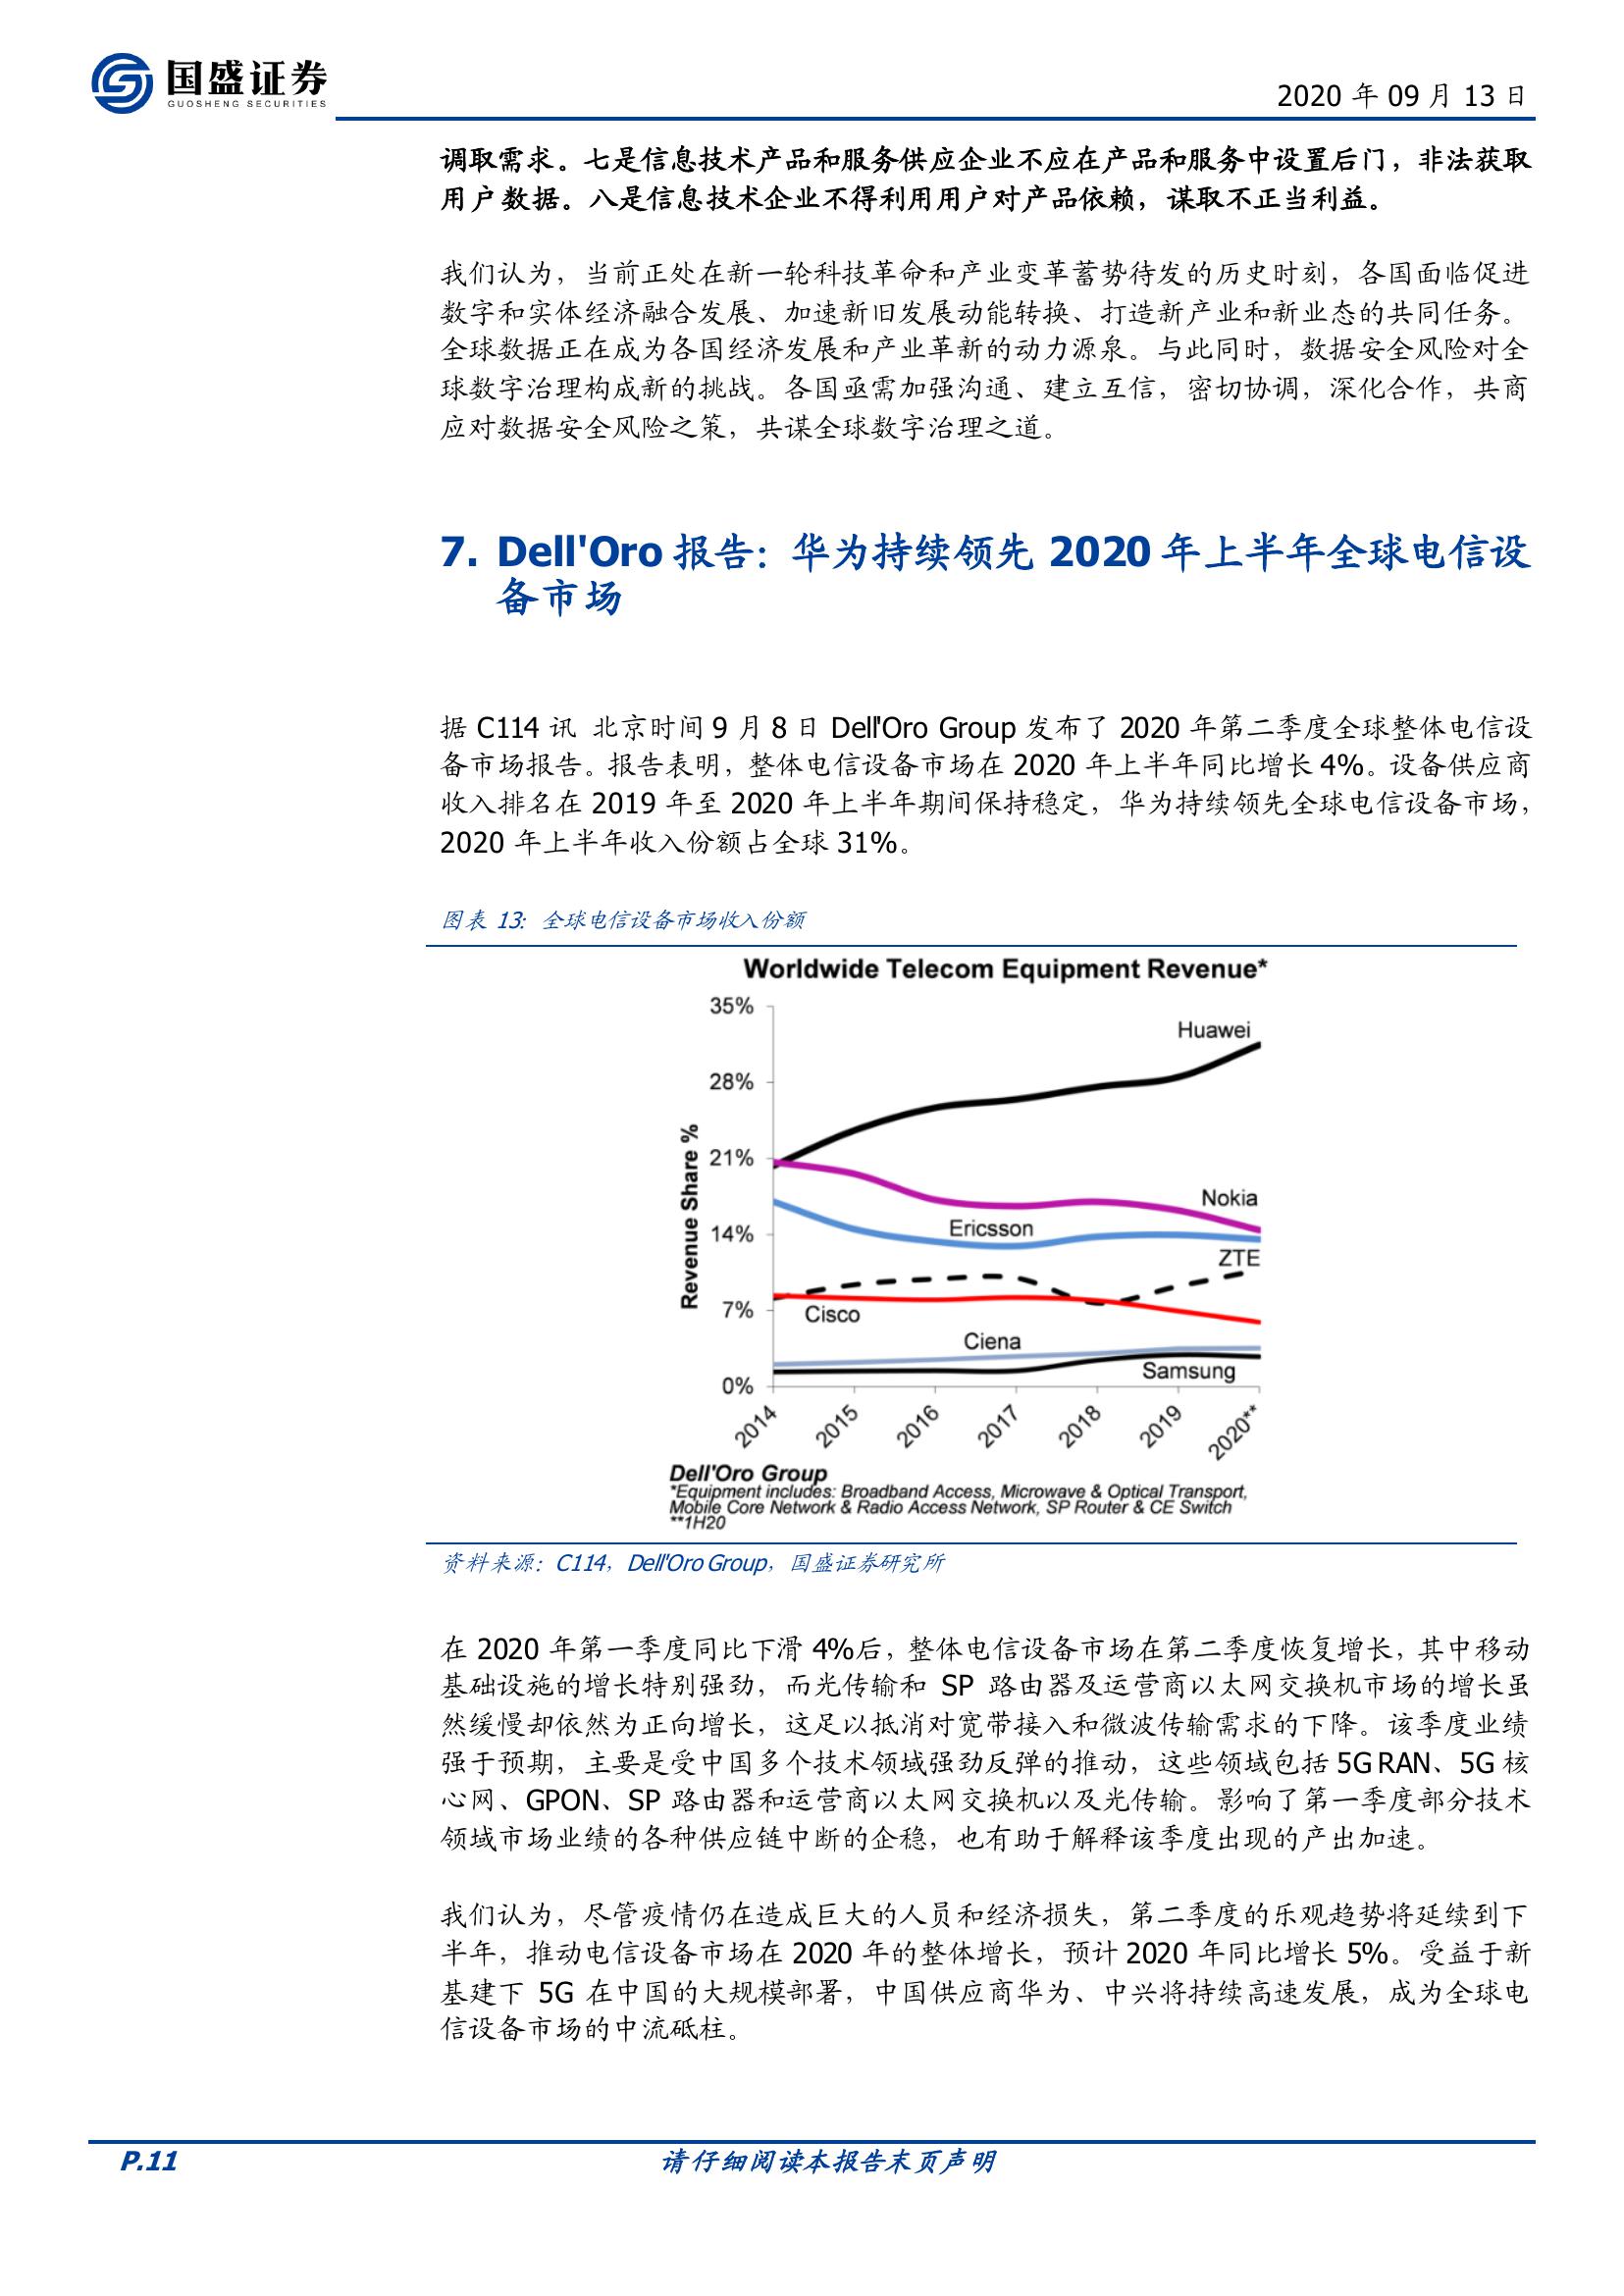 国盛证券
GUOSHENG SECURITIES
2020 年 09 月 13 日
调取需求。七是信息技术产品和服务供应企业不应在产品和服务中设置后门，非法获取
用户数据。八是信息技术企业不得利用用户对产品依赖，谋取不正当利益。
我们认为，当前正处在新一轮科技革命和产业变革蓄势待发的历史时刻，各国面临促进
数字和实体经济融合发展、加速新旧发展动能转换、打造新产业和新业态的共同任务。
全球数据正在成为各国经济发展和产业革新的动力源泉。与此同时，数据安全风险对全
球数字治理构成新的挑战。各国亟需加强沟通、建立互信，密切协调，深化合作，共商
应对数据安全风险之策，共谋全球数字治理之道。
7. Dell'Oro 报告：华为持续领先 2020 年上半年全球电信设
备市场
据 C114 讯 北京时间 9 月 8 日 Dell'Oro Group 发布了 2020 年第二季度全球整体电信设
备市场报告。报告表明，整体电信设备市场在 2020 年上半年同比增长 4%。设备供应商
收入排名在 2019 年至 2020 年上半年期间保持稳定，华为持续领先全球电信设备市场，
2020 年上半年收入份额占全球 31%。
图表 13：全球电信设备市场收入份额
Worldwide Telecom Equipment Revenue*
Revenue Share %
35%
28%
21%
14%
7%
0%
Huawei
Nokia
Ericsson
ZTE
Cisco
Ciena
Samsung
2014
2015
2016
2017
2018
2019
2020**
Dell'Oro Group
*Equipment includes: Broadband Access, Microwave & Optical Transport,
Mobile Core Network & Radio Access Network, SP Router & CE Switch
**1H20
资料来源：C114，Dell'Oro Group，国盛证券研究所
在 2020 年第一季度同比下滑 4%后，整体电信设备市场在第二季度恢复增长，其中移动
基础设施的增长特别强劲，而光传输和 SP 路由器及运营商以太网交换机市场的增长虽
然缓慢却依然为正向增长，这足以抵消对宽带接入和微波传输需求的下降。该季度业绩
强于预期，主要是受中国多个技术领域强劲反弹的推动，这些领域包括 5G RAN、5G 核
心网、GPON、SP 路由器和运营商以太网交换机以及光传输。影响了第一季度部分技术
领域市场业绩的各种供应链中断的企稳，也有助于解释该季度出现的产出加速。
我们认为，尽管疫情仍在造成巨大的人员和经济损失，第二季度的乐观趋势将延续到下
半年，推动电信设备市场在 2020 年的整体增长，预计 2020 年同比增长 5%。受益于新
基建下 5G 在中国的大规模部署，中国供应商华为、中兴将持续高速发展，成为全球电
信设备市场的中流砥柱。
P.11
请仔细阅读本报告末页声明